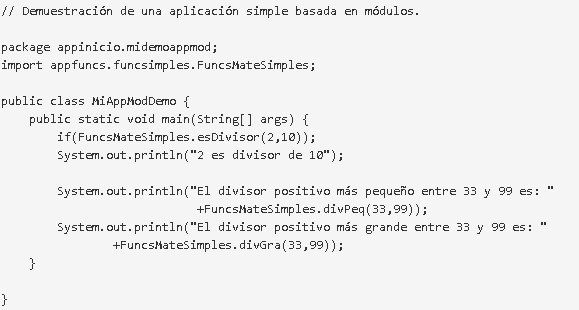 // Demuestración de una aplicación simple basada en módulos.

package appinicio.midemoappmod;
import appfuncs.funcsimples.FuncsMateSimples;

public class MiAppModDemo {
    public static void main(String[] args) {
        if(FuncsMateSimples.esDivisor(2,10));
        System.out.println("2 es divisor de 10");

        System.out.println("El divisor positivo más pequeño entre 33 y 99 es: "
                            +FuncsMateSimples.divPeq(33,99));
        System.out.println("El divisor positivo más grande entre 33 y 99 es: "
                +FuncsMateSimples.divGra(33,99));
    }

}